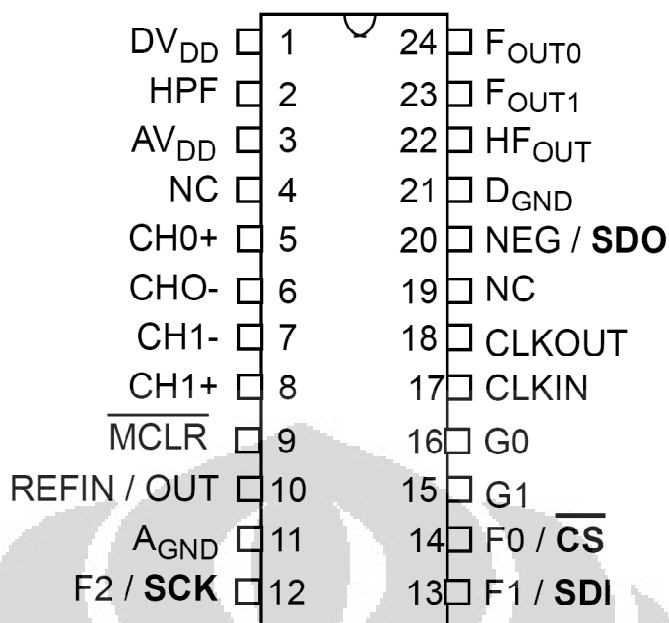 DVDD 1 24 FOUT0
HPF 2 23 FOUT1
AVDD 3 22 HFOUT
NC 4 21 DGND
CH0+ 5 20 NEG / SDO
CHO- 6 19 NC
CH1- 7 18 CLKOUT
CH1+ 8 17 CLKIN
MCLR 9 16 G0
REFIN / OUT 10 15 G1
AGND 11 14 F0 / CS
F2 / SCK 12 13 F1 / SDI